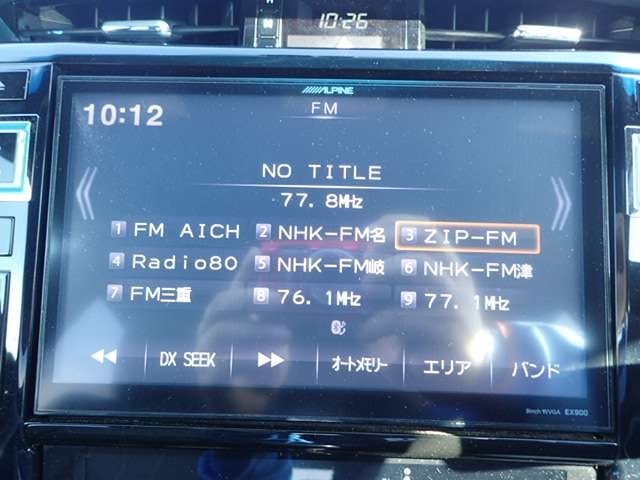 10:26
ALPINE
FM
10:12
NO TITLE
77.8MHz
1 FM AICH 2 NHK-FM名 3 ZIP-FM
4 Radio80 5 NHK-FM岐 6 NHK-FM津
7 FM三重 8 76.1MHz 9 77.1MHz
DX SEEK オートメモリー エリア バンド
9inch WVGA EX900